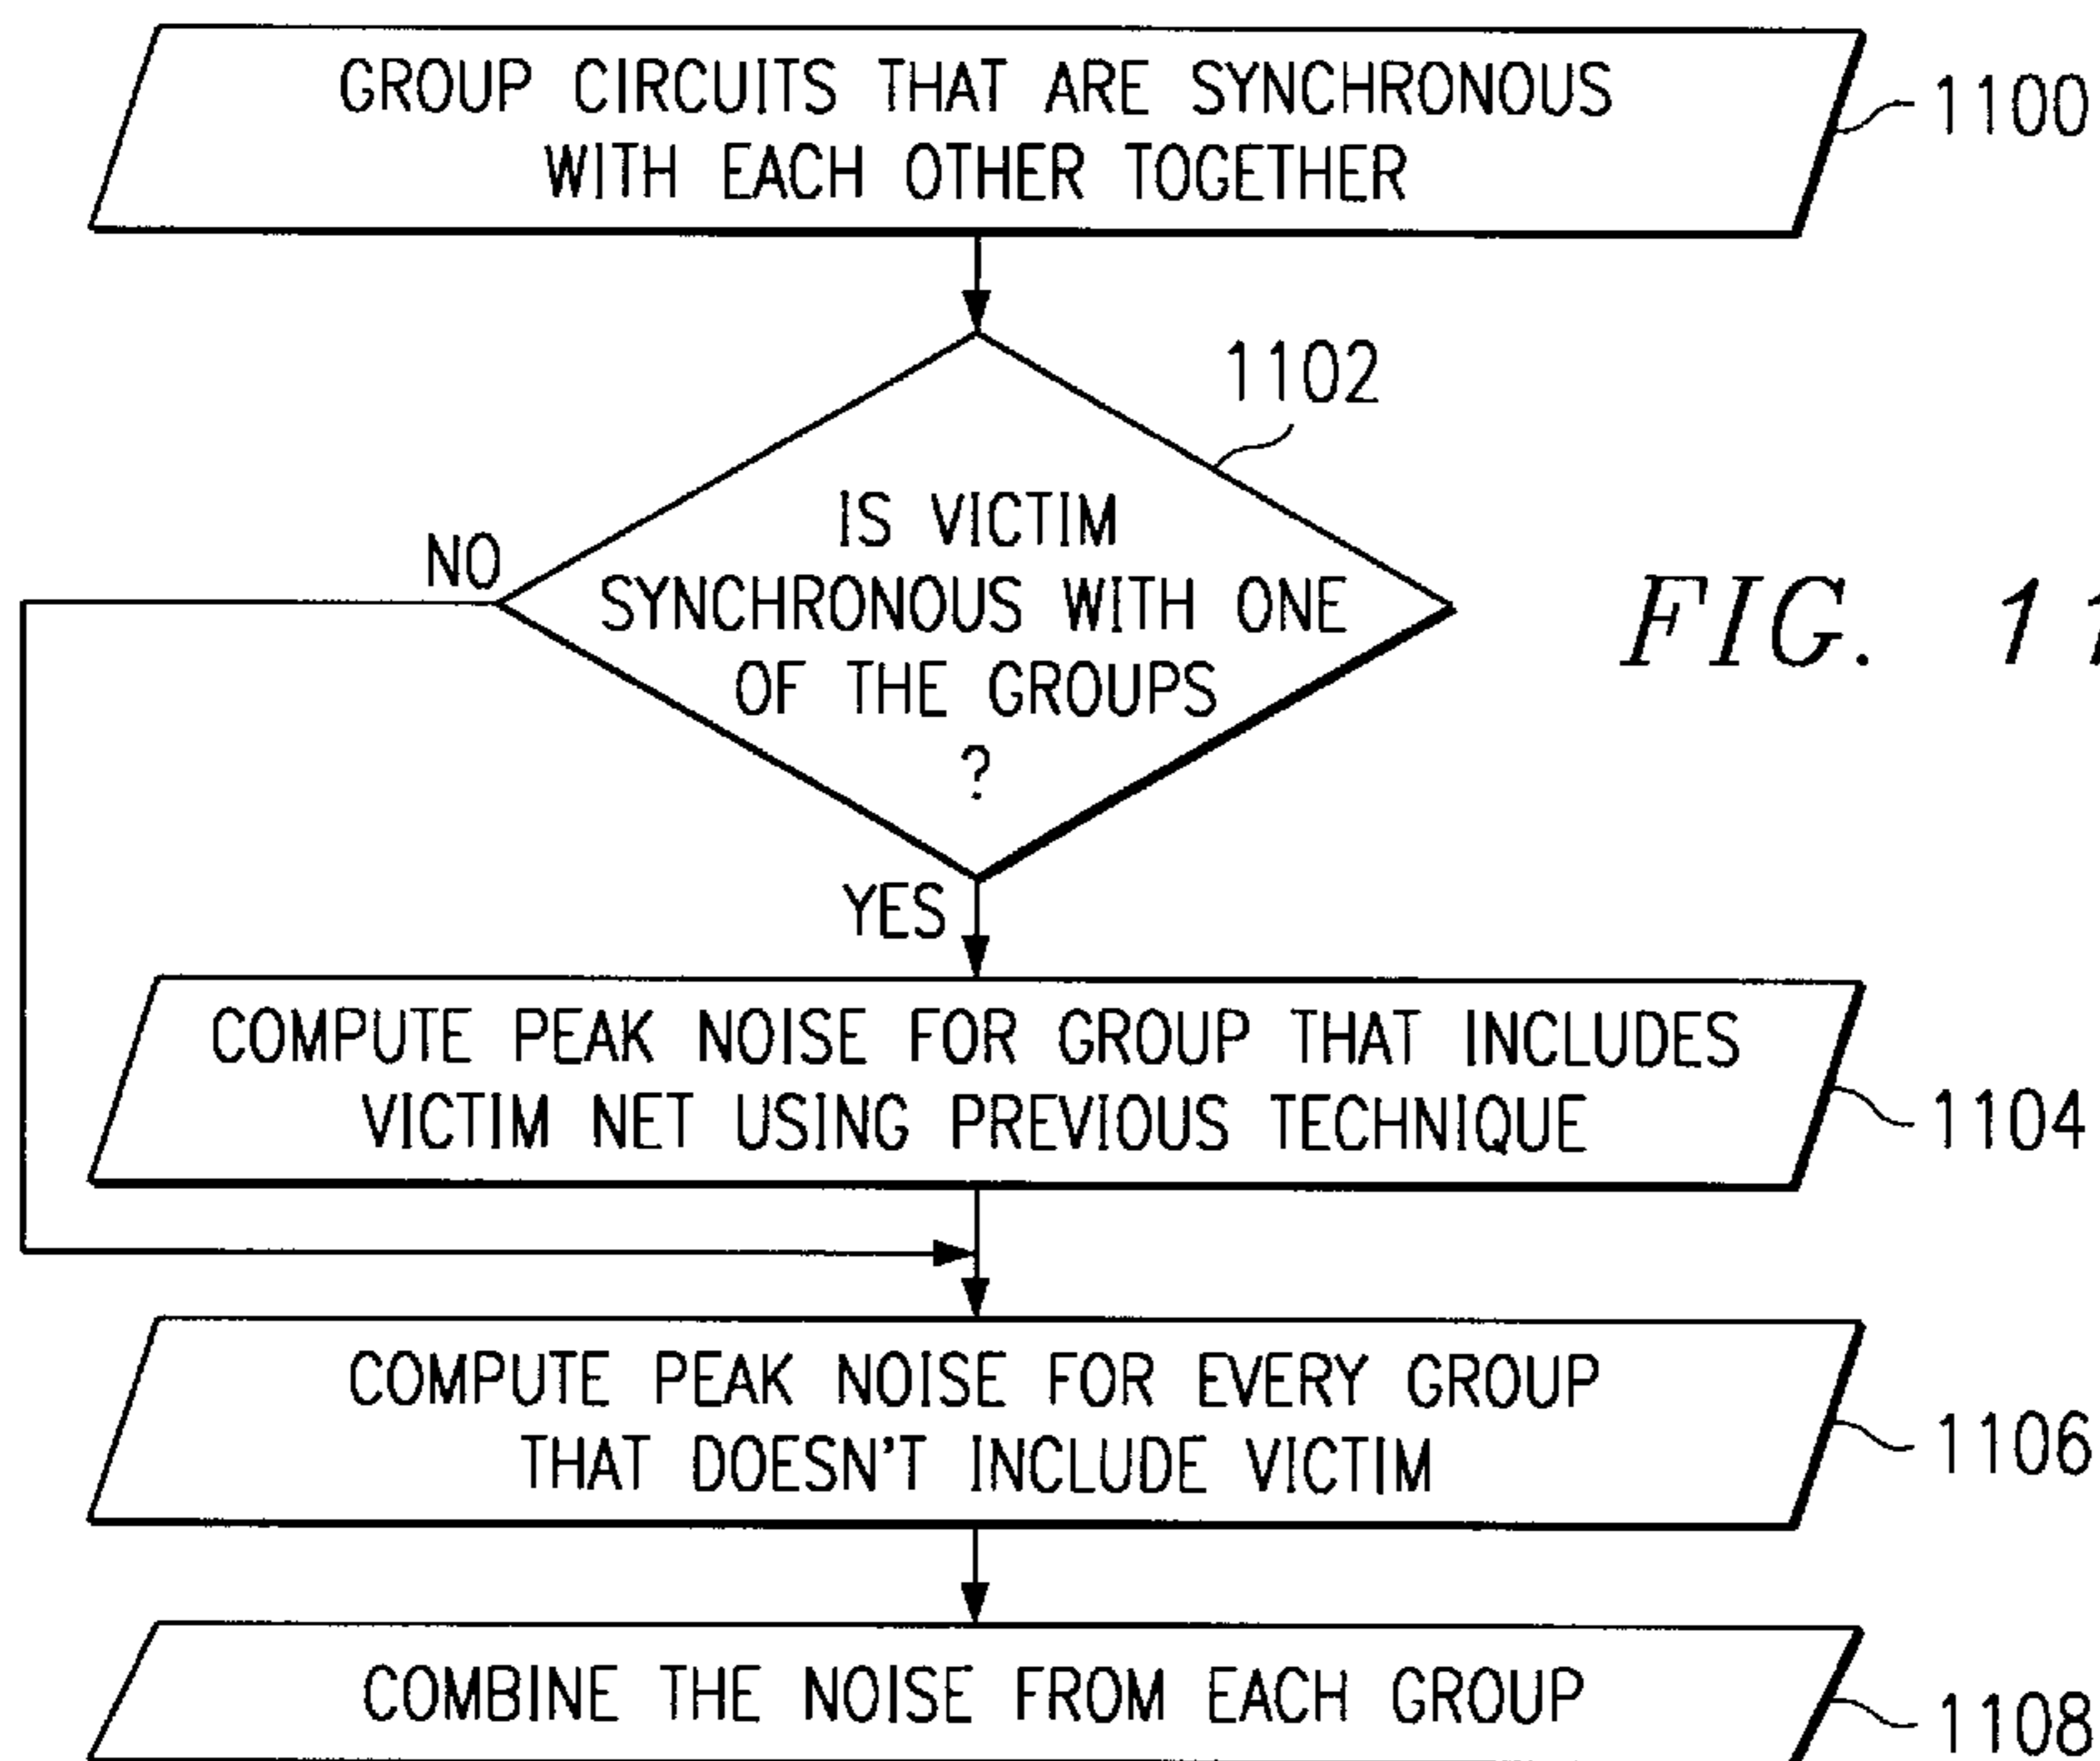 GROUP CIRCUITS THAT ARE SYNCHRONOUS
WITH EACH OTHER TOGETHER
1100
1102
IS VICTIM
SYNCHRONOUS WITH ONE
OF THE GROUPS
?
NO
FIG. 11
YES
COMPUTE PEAK NOISE FOR GROUP THAT INCLUDES
VICTIM NET USING PREVIOUS TECHNIQUE
1104
COMPUTE PEAK NOISE FOR EVERY GROUP
THAT DOESN'T INCLUDE VICTIM
1106
COMBINE THE NOISE FROM EACH GROUP
1108